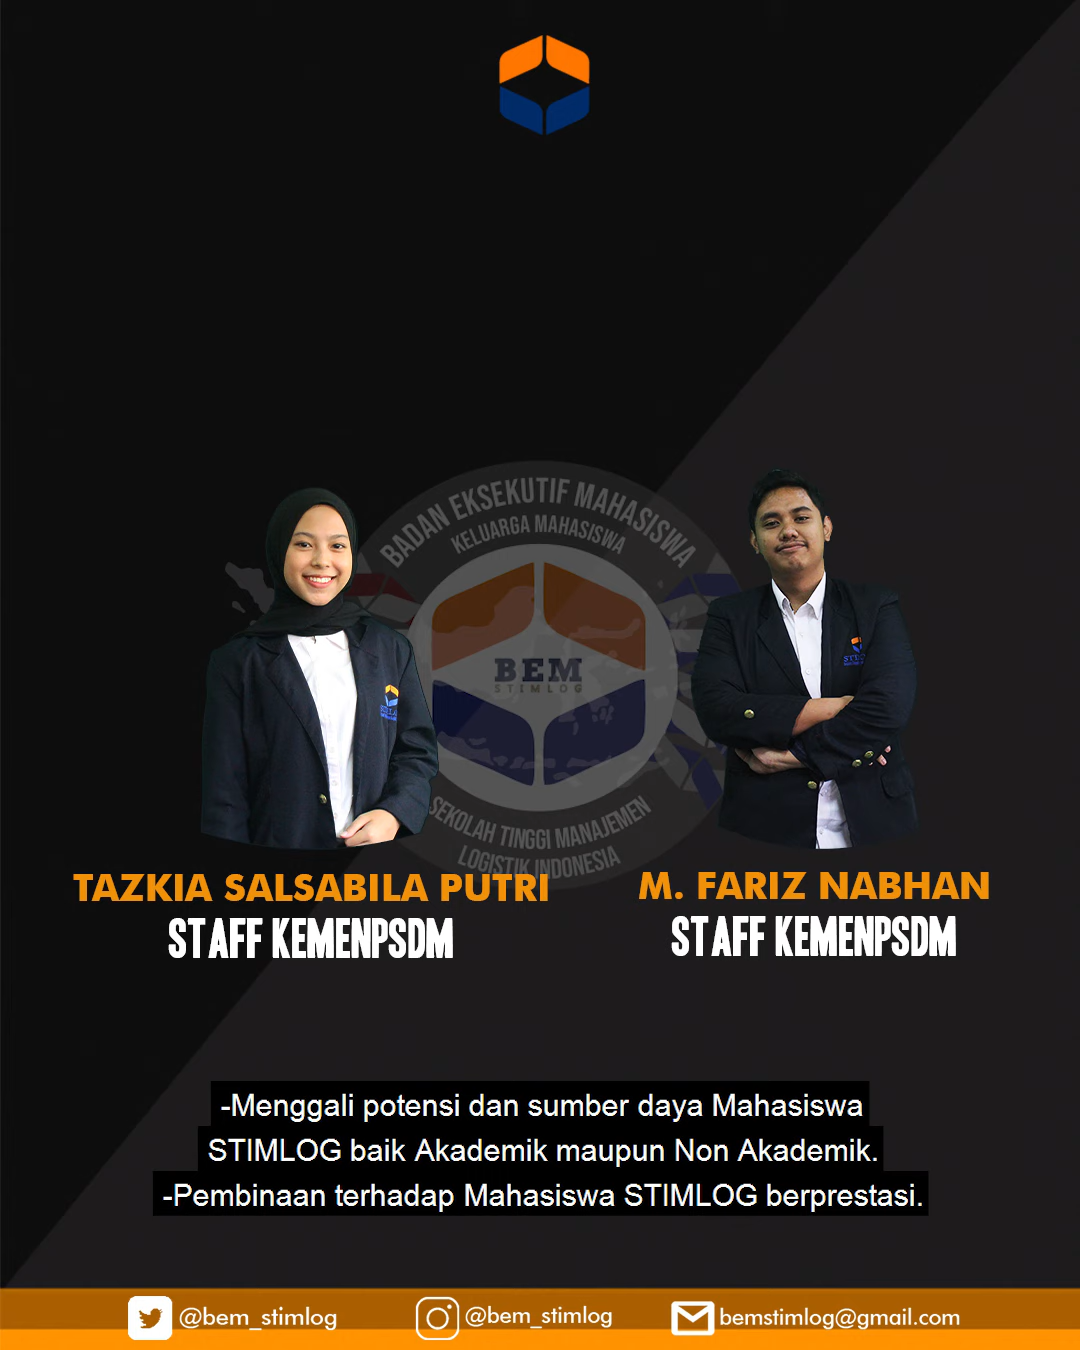 BADAN EKSEKUTIF MAHASISWA
KELUARGA MAHASISWA
BEM
STIMLOG
SEKOLAH TINGGI MANAJEMEN
LOGISTIK INDONESIA
TAZKIA SALSABILA PUTRI
STAFF KEMENPSDM
M. FARIZ NABHAN
STAFF KEMENPSDM
-Menggali potensi dan sumber daya Mahasiswa
STIMLOG baik Akademik maupun Non Akademik.
-Pembinaan terhadap Mahasiswa STIMLOG berprestasi.
@bem_stimlog
@bem_stimlog
bemstimlog@gmail.com